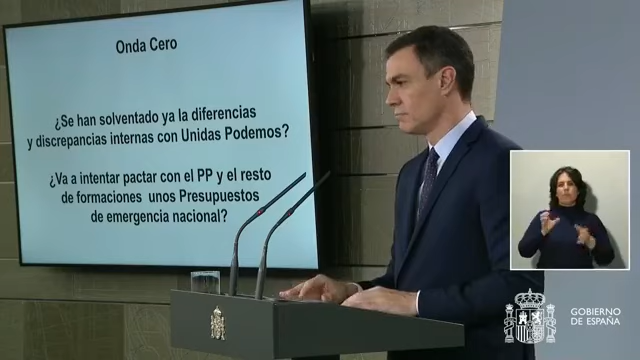 Onda Cero
¿Se han solventado ya la diferencias
y discrepancias internas con Unidas Podemos?
¿Va a intentar pactar con el PP y el resto
de formaciones unos Presupuestos
de emergencia nacional?
GOBIERNO
DE ESPAÑA